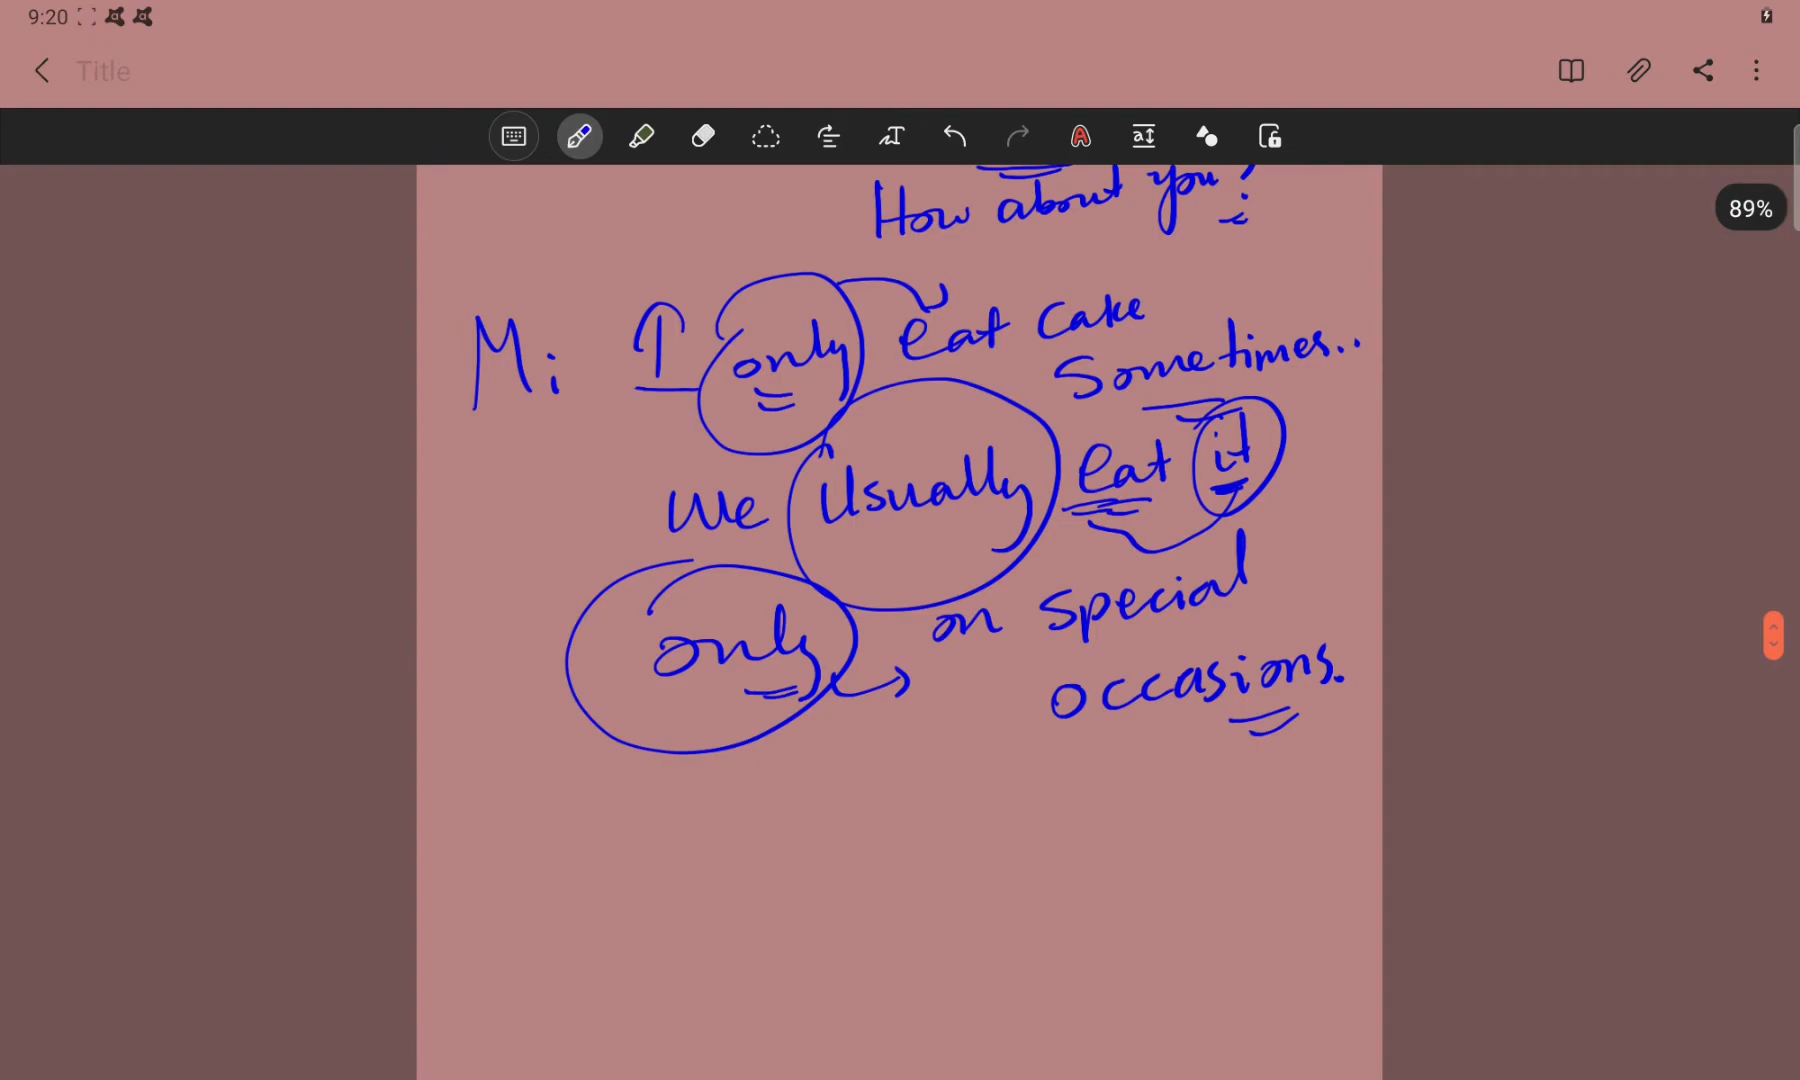 9:20
Title
89%
How about you?
M: I only eat cake
Sometimes..
We Usually eat it
only on special
occasions.